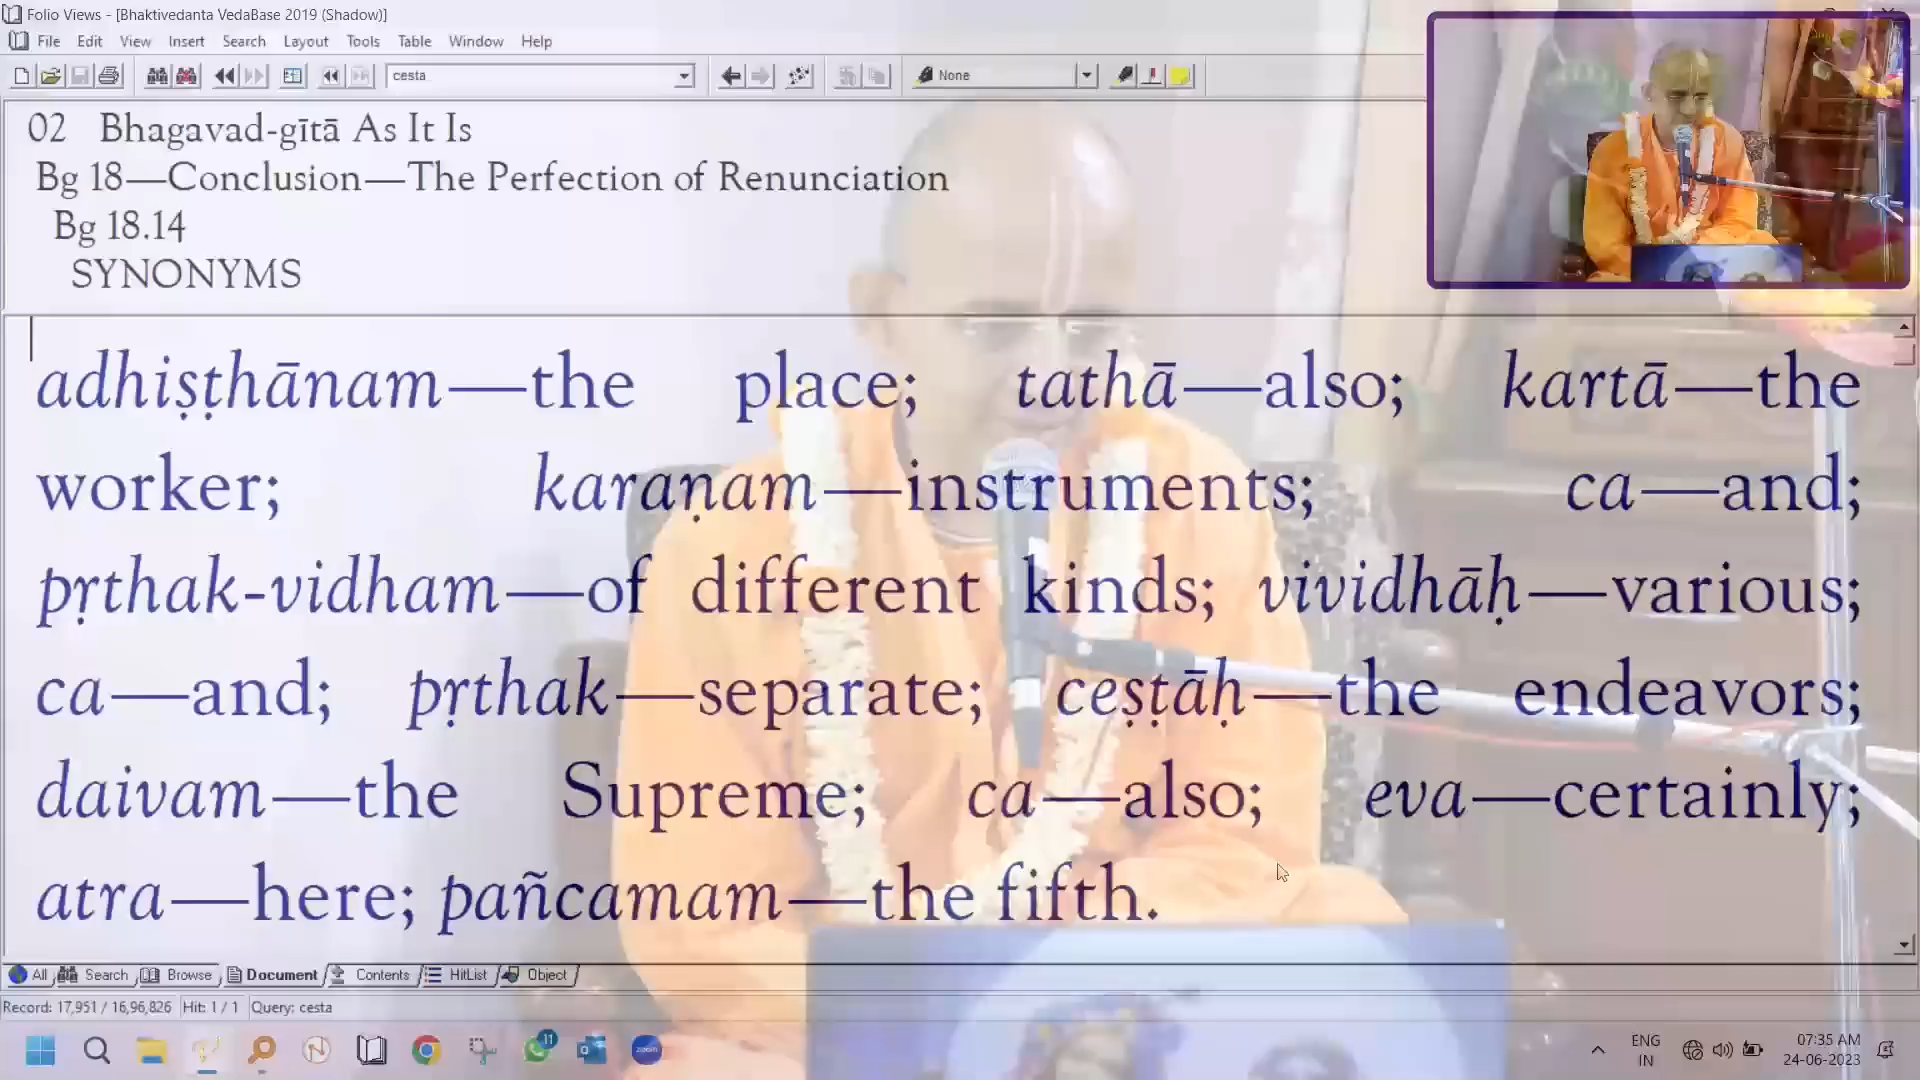 Folio Views - [Bhaktivedanta VedaBase 2019 (Shadow)]
File Edit View Insert Search Layout Tools Table Window Help
cesta
None
02 Bhagavad-gītā As It Is
Bg 18—Conclusion—The Perfection of Renunciation
Bg 18.14
SYNONYMS
adhiṣṭhānam—the place; tathā—also; kartā—the
worker; karaṇam—instruments; ca—and;
pṛthak-vidham—of different kinds; vividhāḥ—various;
ca—and; pṛthak—separate; ceṣṭāḥ—the endeavors;
daivam—the Supreme; ca—also; eva—certainly;
atra—here; pañcamam—the fifth.
All Search Browse Document Contents HitList Object
Record: 17,951 / 16,96,826 Hit: 1 / 1 Query: cesta
11
zoom
ENG
IN
07:35 AM
24-06-2023